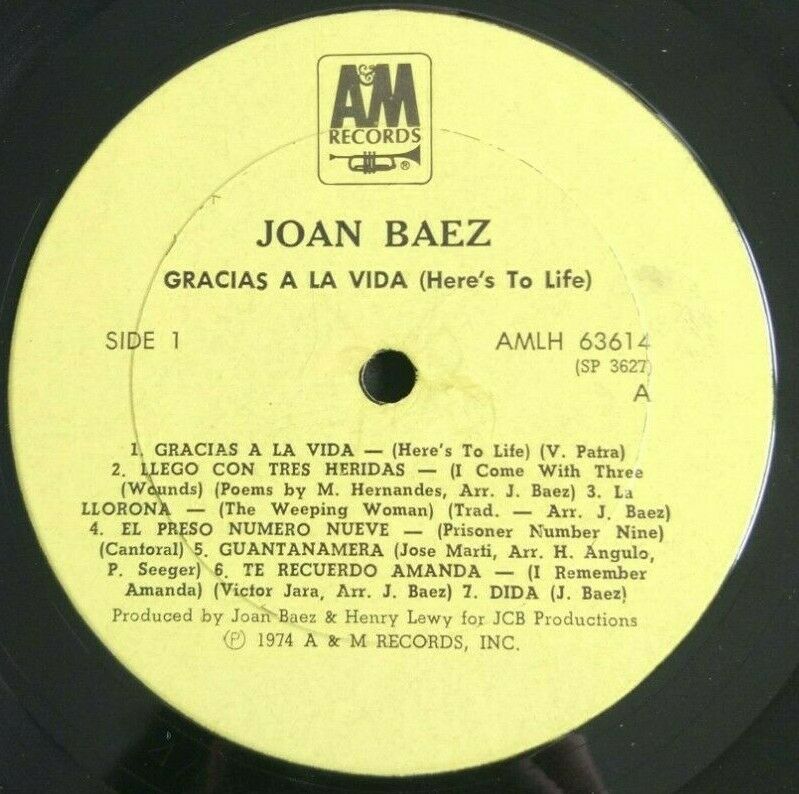 A&M
RECORDS
®
JOAN BAEZ
GRACIAS A LA VIDA (Here's To Life)
SIDE 1
AMLH 63614
(SP 3627)
A
1. GRACIAS A LA VIDA — (Here's To Life) (V. Patra)
2. LLEGO CON TRES HERIDAS — (I Come With Three
(Wounds) (Poems by M. Hernandes, Arr. J. Baez) 3. La
LLORONA — (The Weeping Woman) (Trad. — Arr. J. Baez)
4. EL PRESO NUMERO NUEVE — (Prisoner Number Nine)
(Cantoral) 5. GUANTANAMERA (Jose Marti, Arr. H. Angulo,
P. Seeger) 6. TE RECUERDO AMANDA — (I Remember
Amanda) (Victor Jara, Arr. J. Baez) 7. DIDA (J. Baez)
Produced by Joan Baez & Henry Lewy for JCB Productions
℗ 1974 A & M RECORDS, INC.